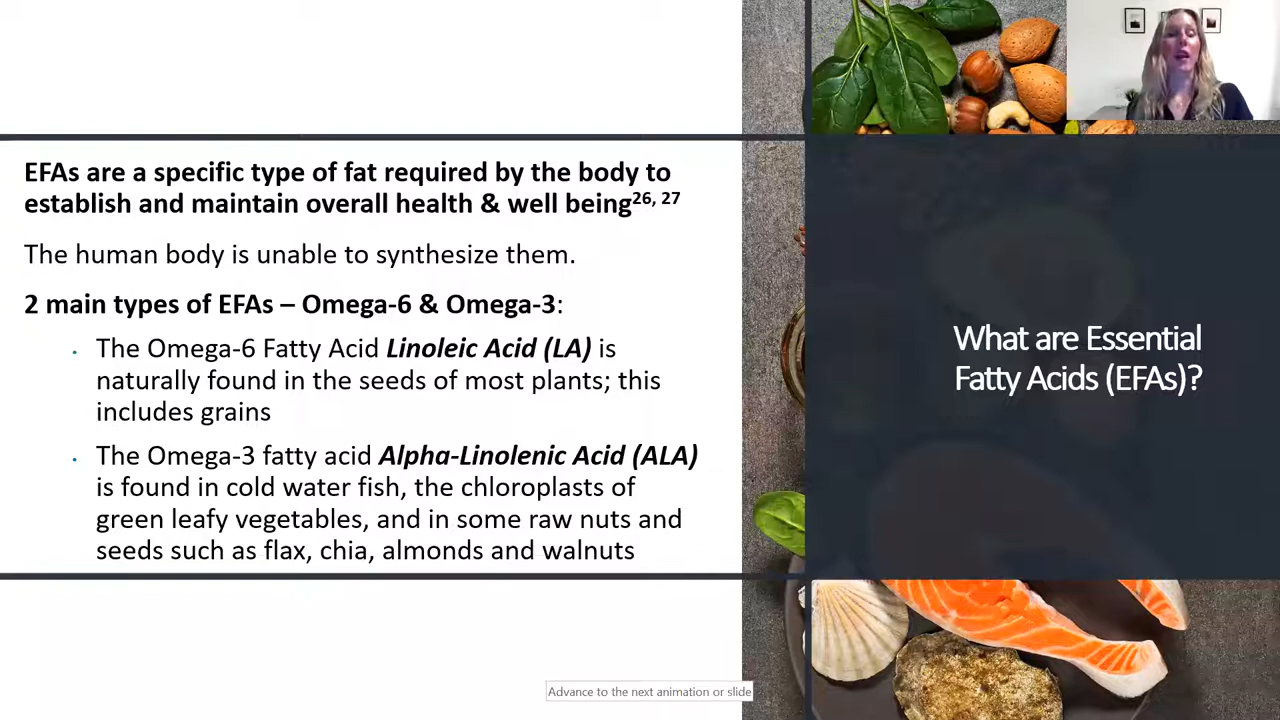 EFAs are a specific type of fat required by the body to
establish and maintain overall health & well being26, 27
The human body is unable to synthesize them.
2 main types of EFAs – Omega-6 & Omega-3:
The Omega-6 Fatty Acid Linoleic Acid (LA) is
naturally found in the seeds of most plants; this
includes grains
The Omega-3 fatty acid Alpha-Linolenic Acid (ALA)
is found in cold water fish, the chloroplasts of
green leafy vegetables, and in some raw nuts and
seeds such as flax, chia, almonds and walnuts
What are Essential
Fatty Acids (EFAs)?
Advance to the next animation or slide